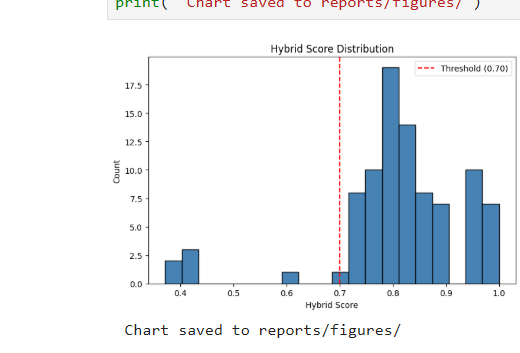 print( Chart saved to reports/figures/ )
Hybrid Score Distribution
Threshold (0.70)
17.5
15.0
12.5
10.0
7.5
5.0
2.5
0.0
Count
0.4 0.5 0.6 0.7 0.8 0.9 1.0
Hybrid Score
Chart saved to reports/figures/